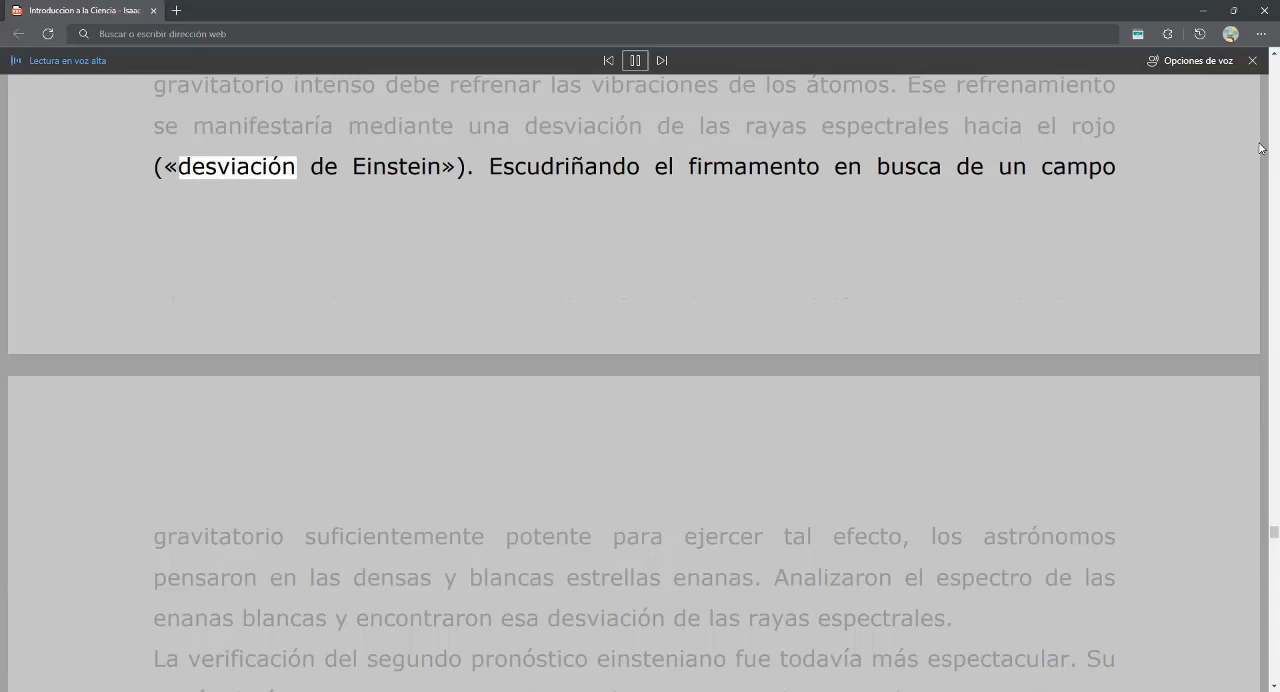 Introduccion a la Ciencia - Isaac
Buscar o escribir dirección web
Lectura en voz alta
Opciones de voz
gravitatorio intenso debe refrenar las vibraciones de los átomos. Ese refrenamiento
se manifestaría mediante una desviación de las rayas espectrales hacia el rojo
(«desviación de Einstein»). Escudriñando el firmamento en busca de un campo
gravitatorio suficientemente potente para ejercer tal efecto, los astrónomos
pensaron en las densas y blancas estrellas enanas. Analizaron el espectro de las
enanas blancas y encontraron esa desviación de las rayas espectrales.
La verificación del segundo pronóstico einsteniano fue todavía más espectacular. Su